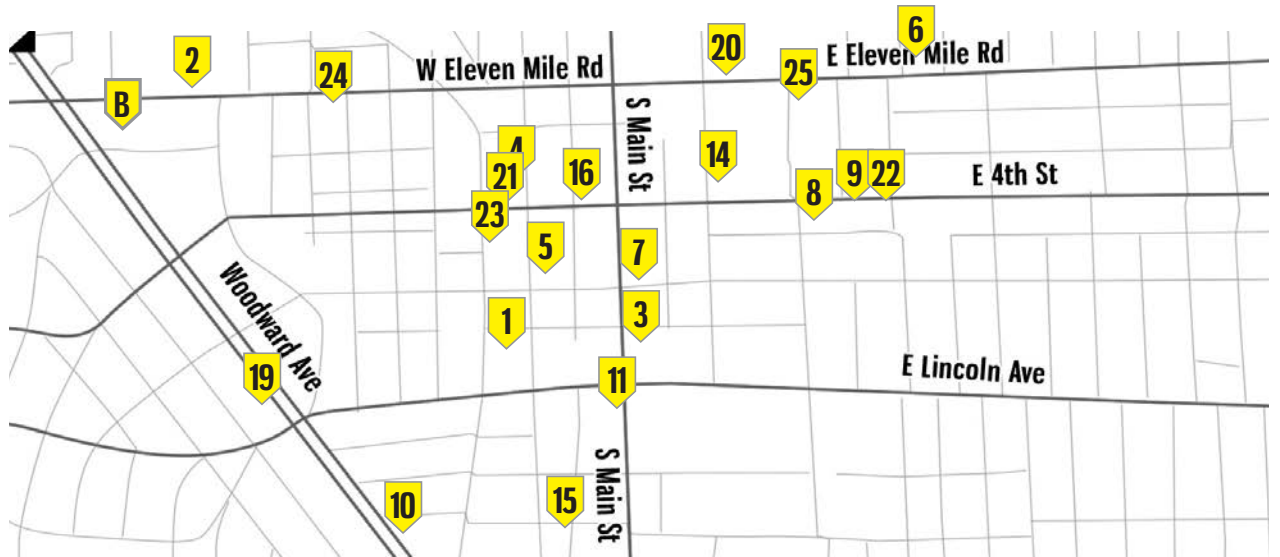 6
2
20
24
W Eleven Mile Rd
25
E Eleven Mile Rd
B
S Main St
4
14
21
16
9
22
E 4th St
8
23
5
7
Woodward Ave
1
3
19
11
E Lincoln Ave
S Main St
10
15